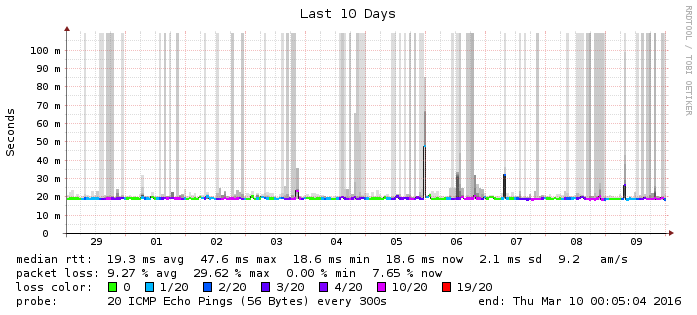 Last 10 Days
RRDTOOL / TOBI OETIKER
Seconds
100 m
90 m
80 m
70 m
60 m
50 m
40 m
30 m
20 m
10 m
0
29 01 02 03 04 05 06 07 08 09
median rtt: 19.3 ms avg 47.6 ms max 18.6 ms min 18.6 ms now 2.1 ms sd 9.2 am/s
packet loss: 9.27 % avg 29.62 % max 0.00 % min 7.65 % now
loss color: 0 1/20 2/20 3/20 4/20 10/20 19/20
probe: 20 ICMP Echo Pings (56 Bytes) every 300s end: Thu Mar 10 00:05:04 2016